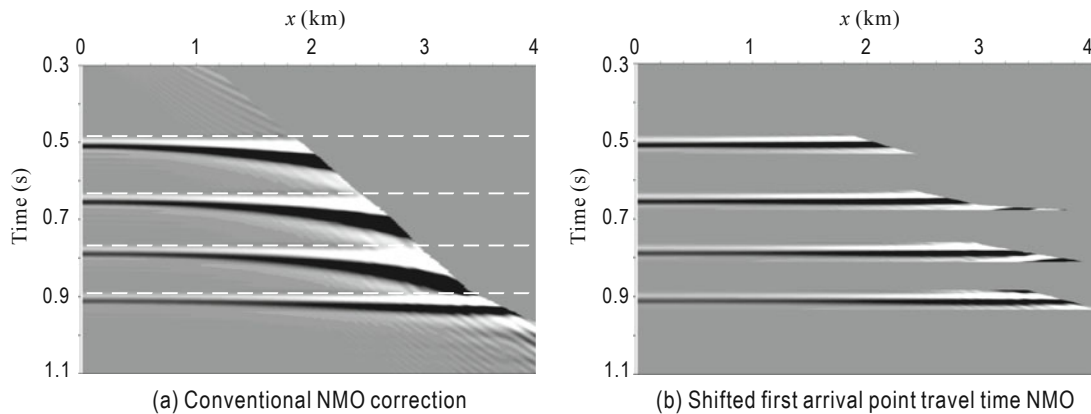 x (km)
0 1 2 3 4
0.3
0.5
0.7
0.9
1.1
Time (s)
(a) Conventional NMO correction
x (km)
0 1 2 3 4
0.3
0.5
0.7
0.9
1.1
Time (s)
(b) Shifted first arrival point travel time NMO